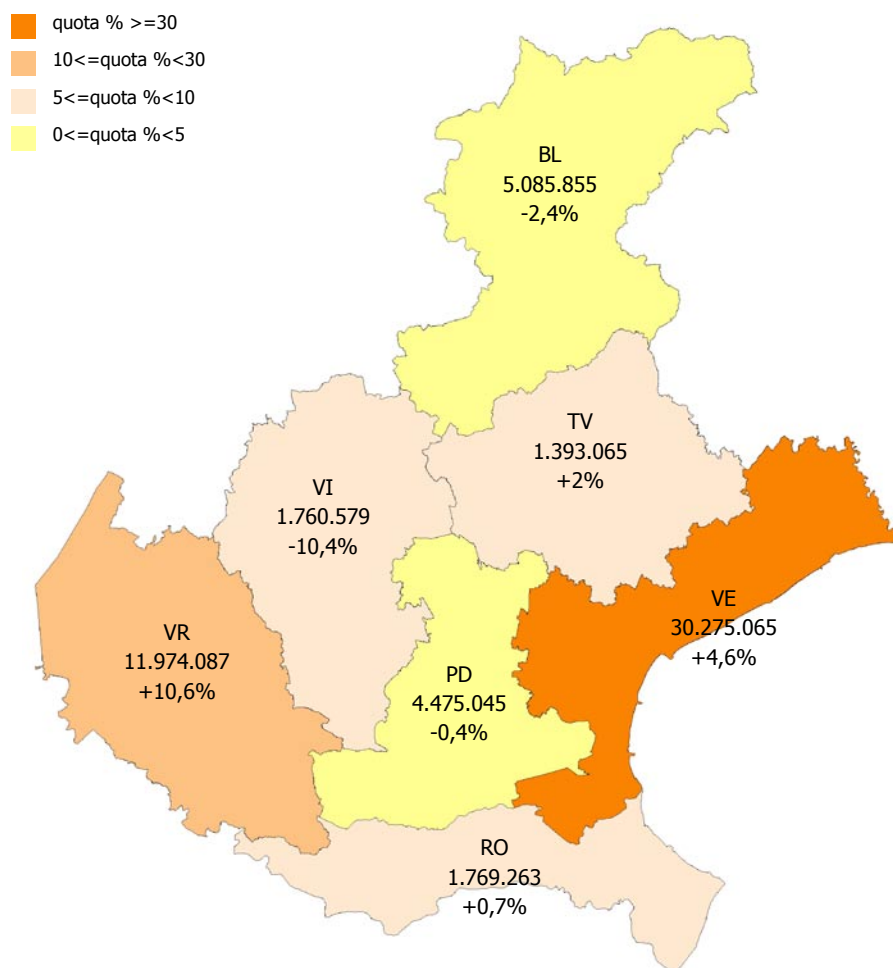 quota % >=30
10<=quota %<30
5<=quota %<10
0<=quota %<5
BL
5.085.855
-2,4%
TV
1.393.065
+2%
VI
1.760.579
-10,4%
VE
30.275.065
+4,6%
VR
11.974.087
+10,6%
PD
4.475.045
-0,4%
RO
1.769.263
+0,7%